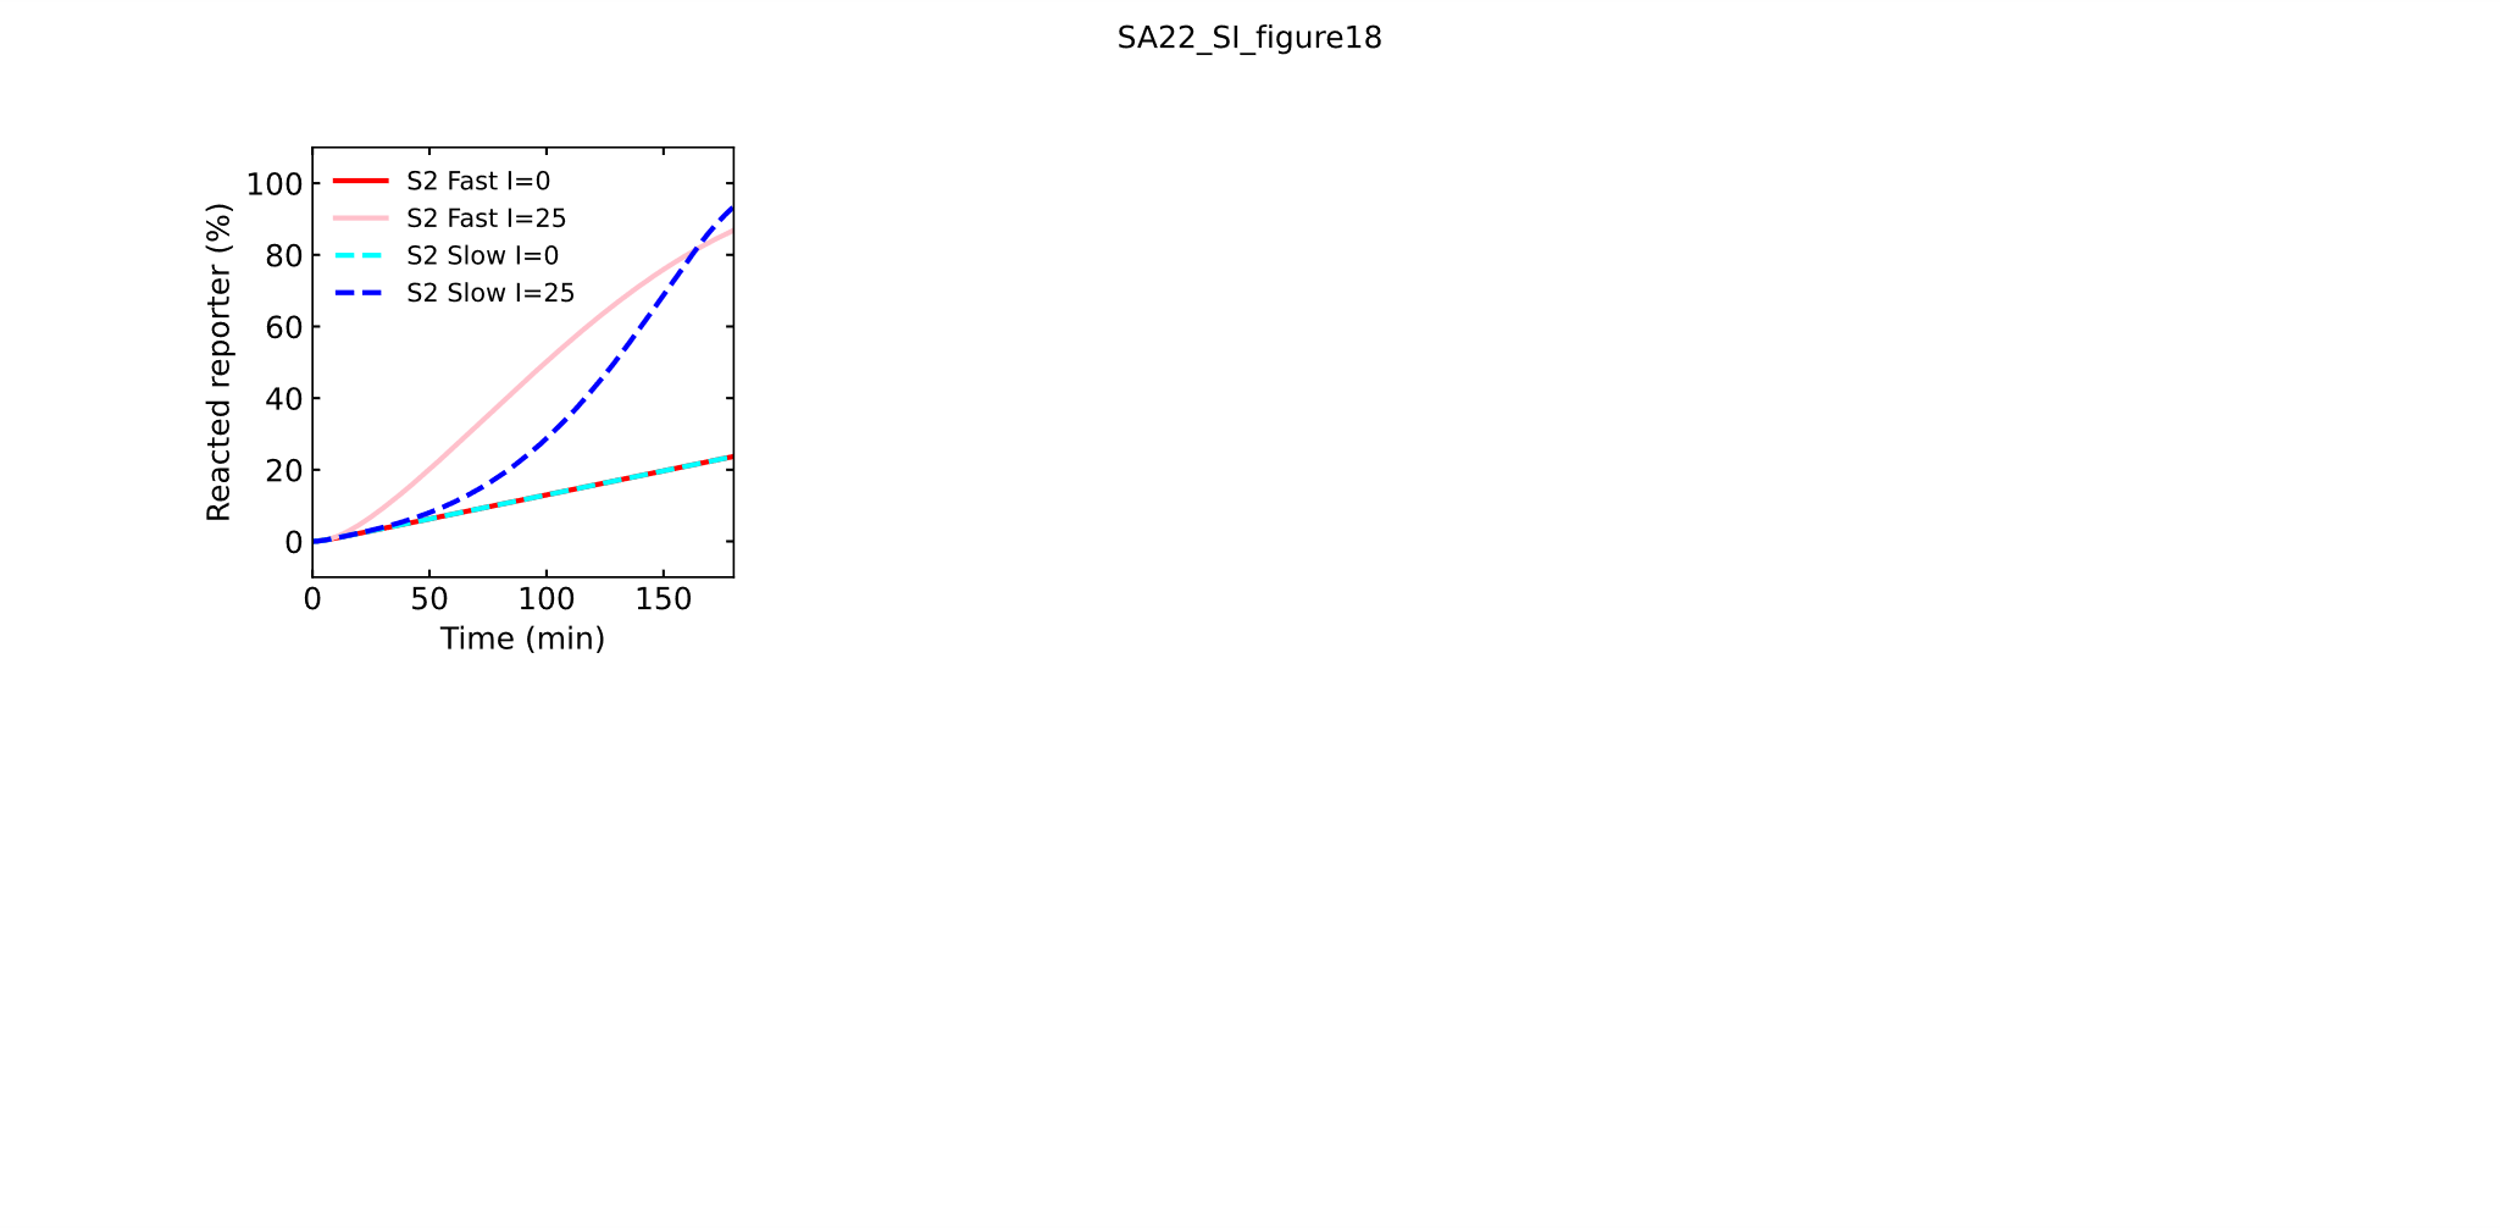 SA22_SI_figure18
S2 Fast I=0
S2 Fast I=25
S2 Slow I=0
S2 Slow I=25
Reacted reporter (%)
100
80
60
40
20
0
0 50 100 150
Time (min)